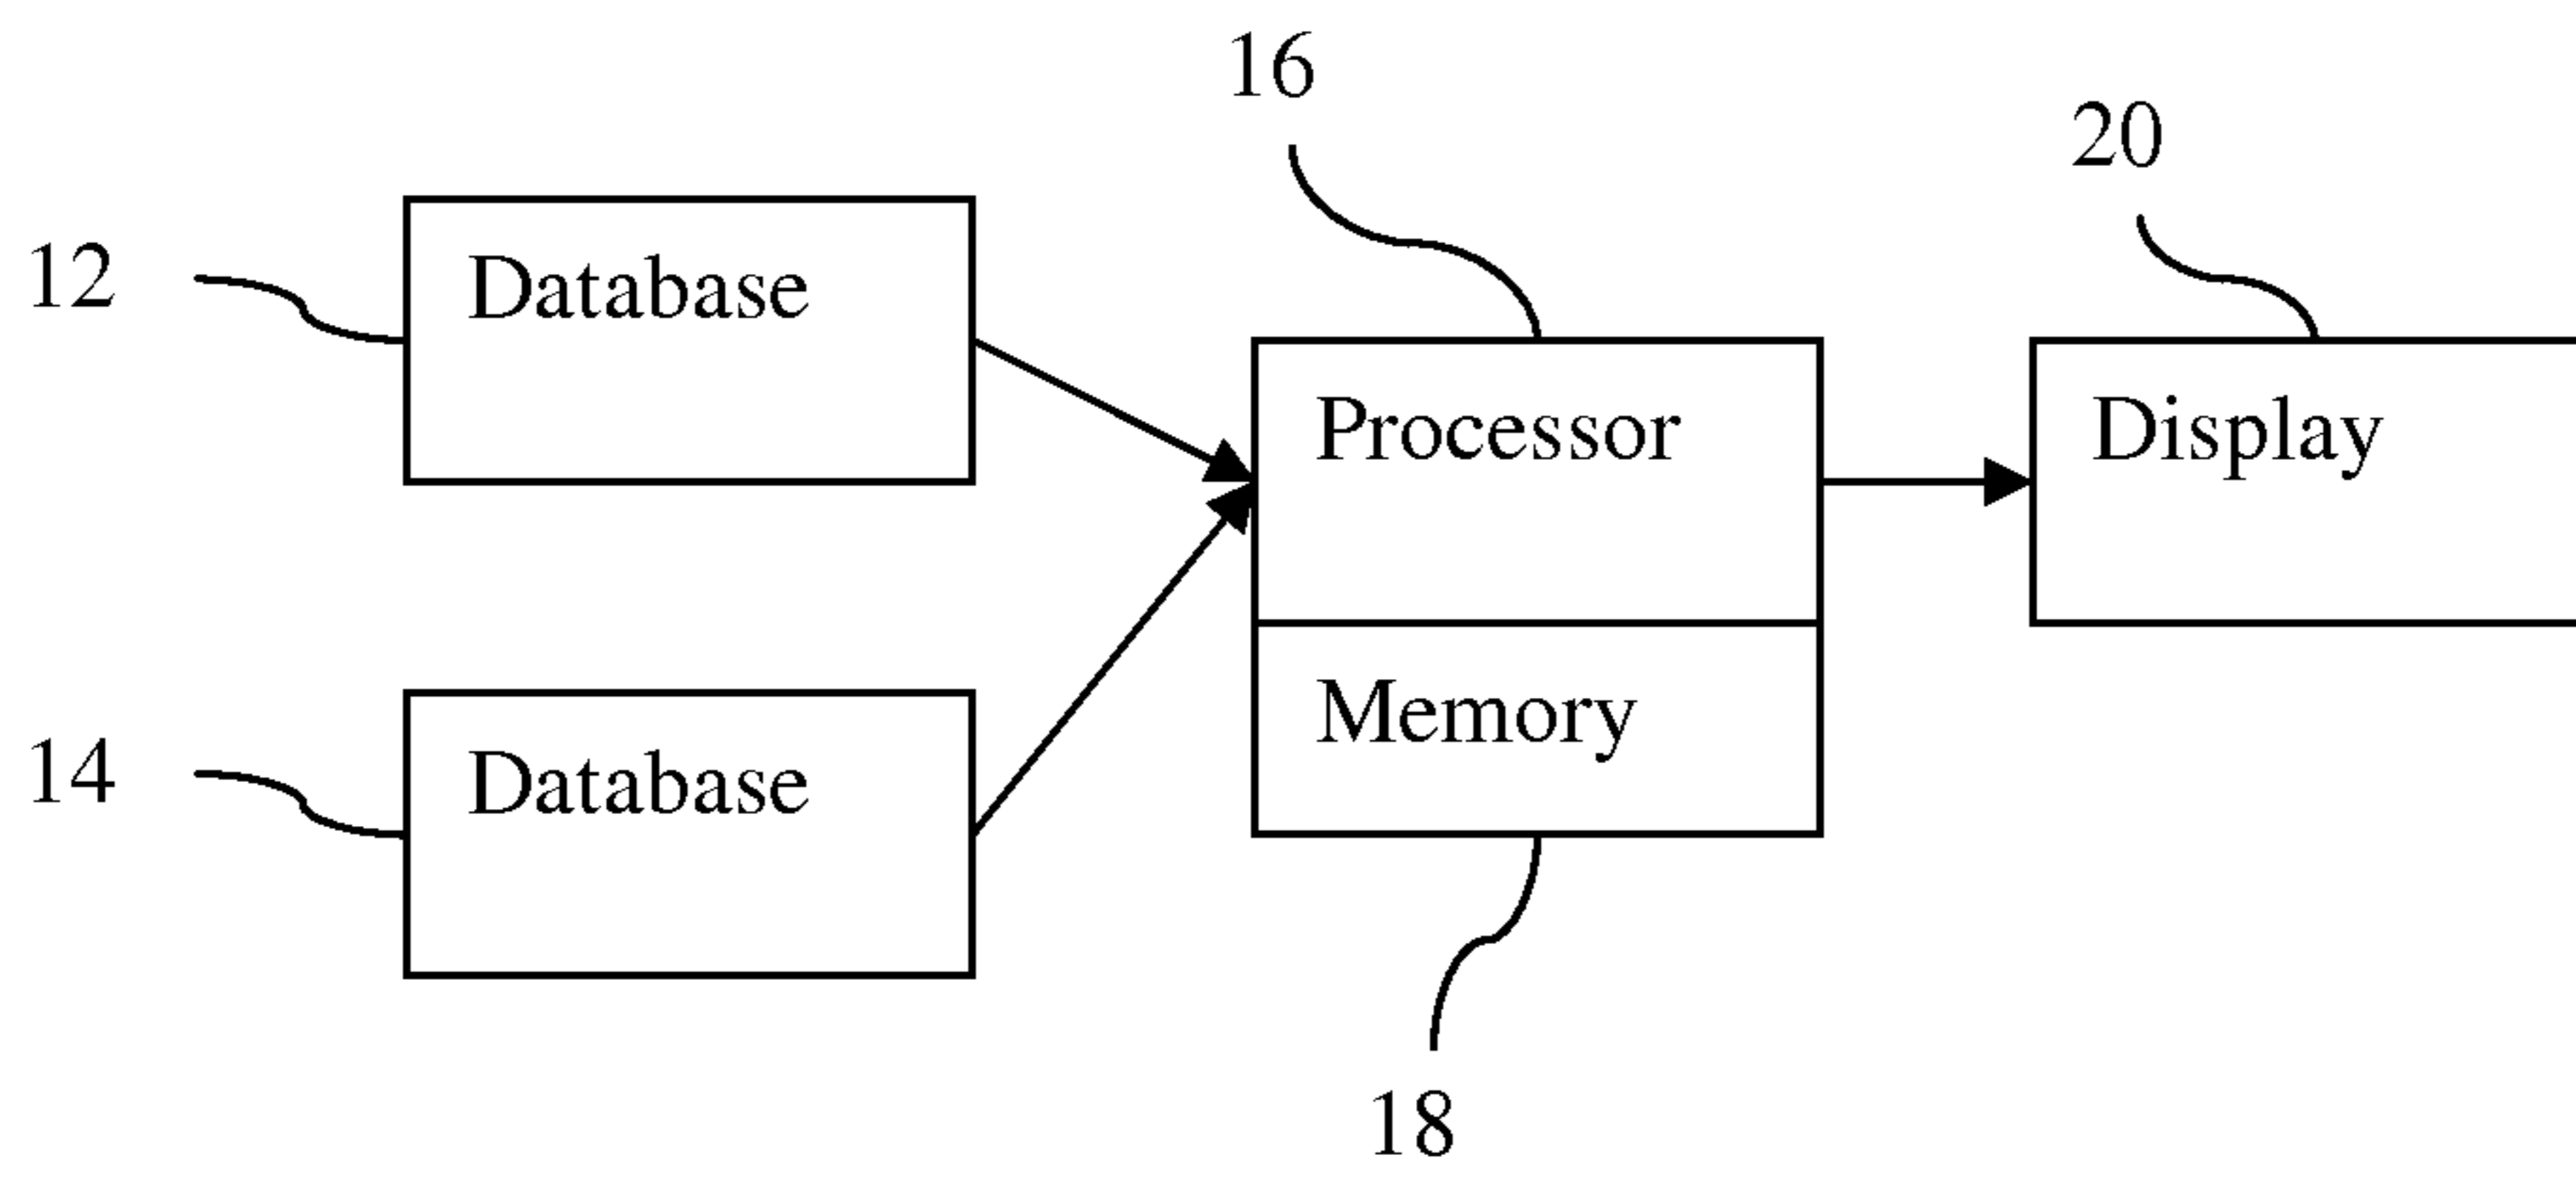 16
20
12
Database
Processor
Display
Memory
14
Database
18